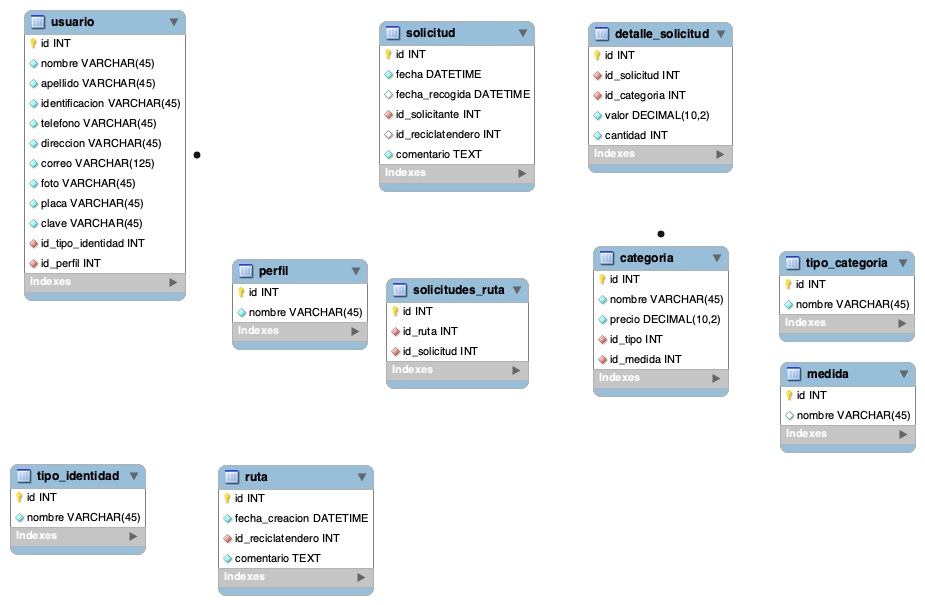 usuario
id INT
nombre VARCHAR(45)
apellido VARCHAR(45)
identificacion VARCHAR(45)
telefono VARCHAR(45)
direccion VARCHAR(45)
correo VARCHAR(125)
foto VARCHAR(45)
placa VARCHAR(45)
clave VARCHAR(45)
id_tipo_identidad INT
id_perfil INT
Indexes
solicitud
id INT
fecha DATETIME
fecha_recogida DATETIME
id_solicitante INT
id_reciclatendero INT
comentario TEXT
Indexes
detalle_solicitud
id INT
id_solicitud INT
id_categoria INT
valor DECIMAL(10,2)
cantidad INT
Indexes
perfil
id INT
nombre VARCHAR(45)
Indexes
solicitudes_ruta
id INT
id_ruta INT
id_solicitud INT
Indexes
categoria
id INT
nombre VARCHAR(45)
precio DECIMAL(10,2)
id_tipo INT
id_medida INT
Indexes
tipo_categoria
id INT
nombre VARCHAR(45)
Indexes
medida
id INT
nombre VARCHAR(45)
Indexes
tipo_identidad
id INT
nombre VARCHAR(45)
Indexes
ruta
id INT
fecha_creacion DATETIME
id_reciclatendero INT
comentario TEXT
Indexes